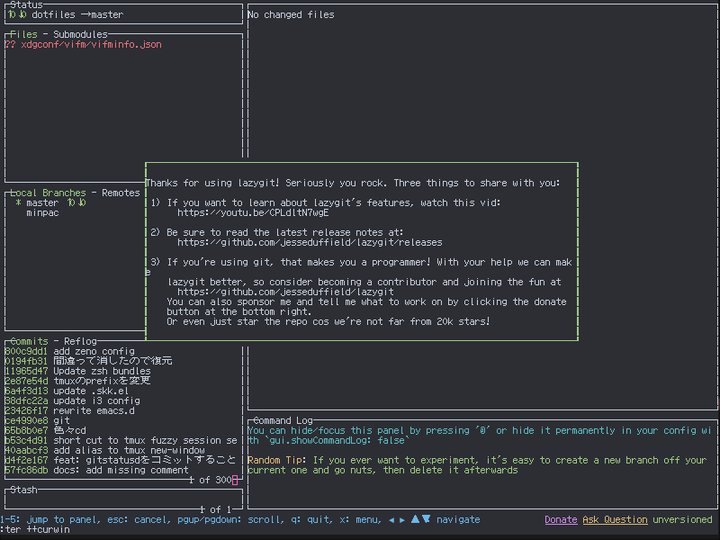 Status
1↑0 ↓0 dotfiles →master
No changed files
Files - Submodules
?? xdgconf/vifm/vifminfo.json
Thanks for using lazygit! Seriously you rock. Three things to share with you:
1) If you want to learn about lazygit's features, watch this vid:
https://youtu.be/CPLdltN7wgE
2) Be sure to read the latest release notes at:
https://github.com/jesseduffield/lazygit/releases
3) If you're using git, that makes you a programmer! With your help we can mak
e
lazygit better, so consider becoming a contributor and joining the fun at
https://github.com/jesseduffield/lazygit
You can also sponsor me and tell me what to work on by clicking the donate
button at the bottom right.
Or even just star the repo cos we're not far from 20k stars!
Local Branches - Remotes
* master
minpac
Commits - Reflog
800c9dd1 add zeno config
0194fb31 間違って消したので復元
11965d47 Update zsh bundles
2e87e54d tmuxのprefixを変更
6a4f3d13 update .skk.el
38dfc22a update i3 config
23426f17 rewrite emacs.d
ce4990e8 git
65b8b0e7 色々cd
b53c4d91 short cut to tmux fuzzy session se
40aabcf3 add alias to tmux new-window
d4f2e167 feat: gitstatusdをコミットすること
57fc86db docs: add missing comment
1 of 300
Stash
1 of 1
Command Log
You can hide/focus this panel by pressing '@' or hide it permanently in your config wi
th `gui.showCommandLog: false`
Random Tip: If you ever want to experiment, it's easy to create a new branch off your
current one and go nuts, then delete it afterwards
1-5: jump to panel, esc: cancel, pgup/pgdown: scroll, q: quit, x: menu, ◄ ► ▲ ▼ navigate
Donate Ask Question unversioned
:ter ++curwin